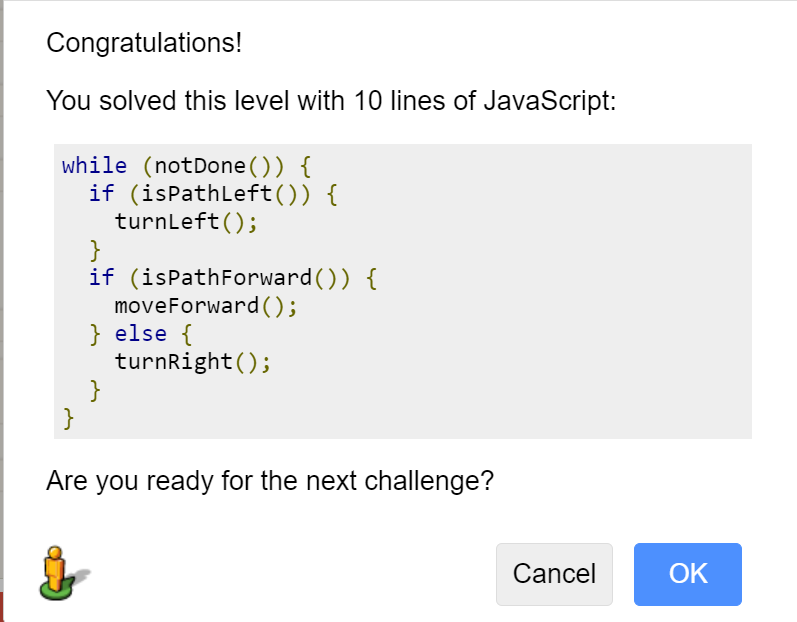 Congratulations!
You solved this level with 10 lines of JavaScript:
while (notDone()) {
  if (isPathLeft()) {
    turnLeft();
  }
  if (isPathForward()) {
    moveForward();
  } else {
    turnRight();
  }
}
Are you ready for the next challenge?
Cancel OK